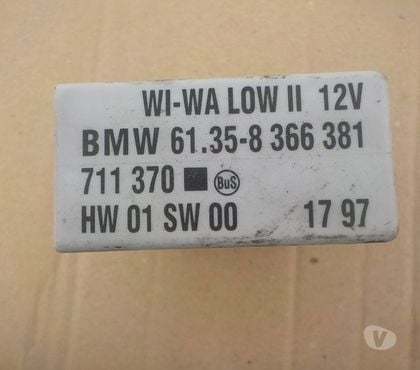 WI-WA LOW II 12V
BMW 61.35-8 366 381
711 370 BuS
HW 01 SW 00 17 97
V